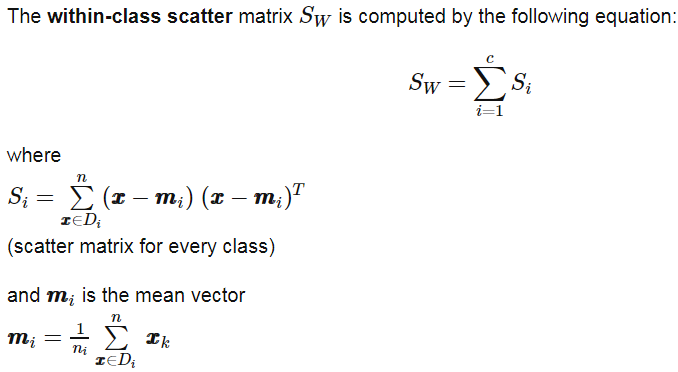 The within-class scatter matrix $S_W$ is computed by the following equation:
$$S_W = \sum_{i=1}^{c} S_i$$
where
$S_i = \sum_{\boldsymbol{x} \in D_i}^{n} (\boldsymbol{x} - \boldsymbol{m}_i) (\boldsymbol{x} - \boldsymbol{m}_i)^T$
(scatter matrix for every class)
and $\boldsymbol{m}_i$ is the mean vector
$\boldsymbol{m}_i = \frac{1}{n_i} \sum_{\boldsymbol{x} \in D_i}^{n} \boldsymbol{x}_k$